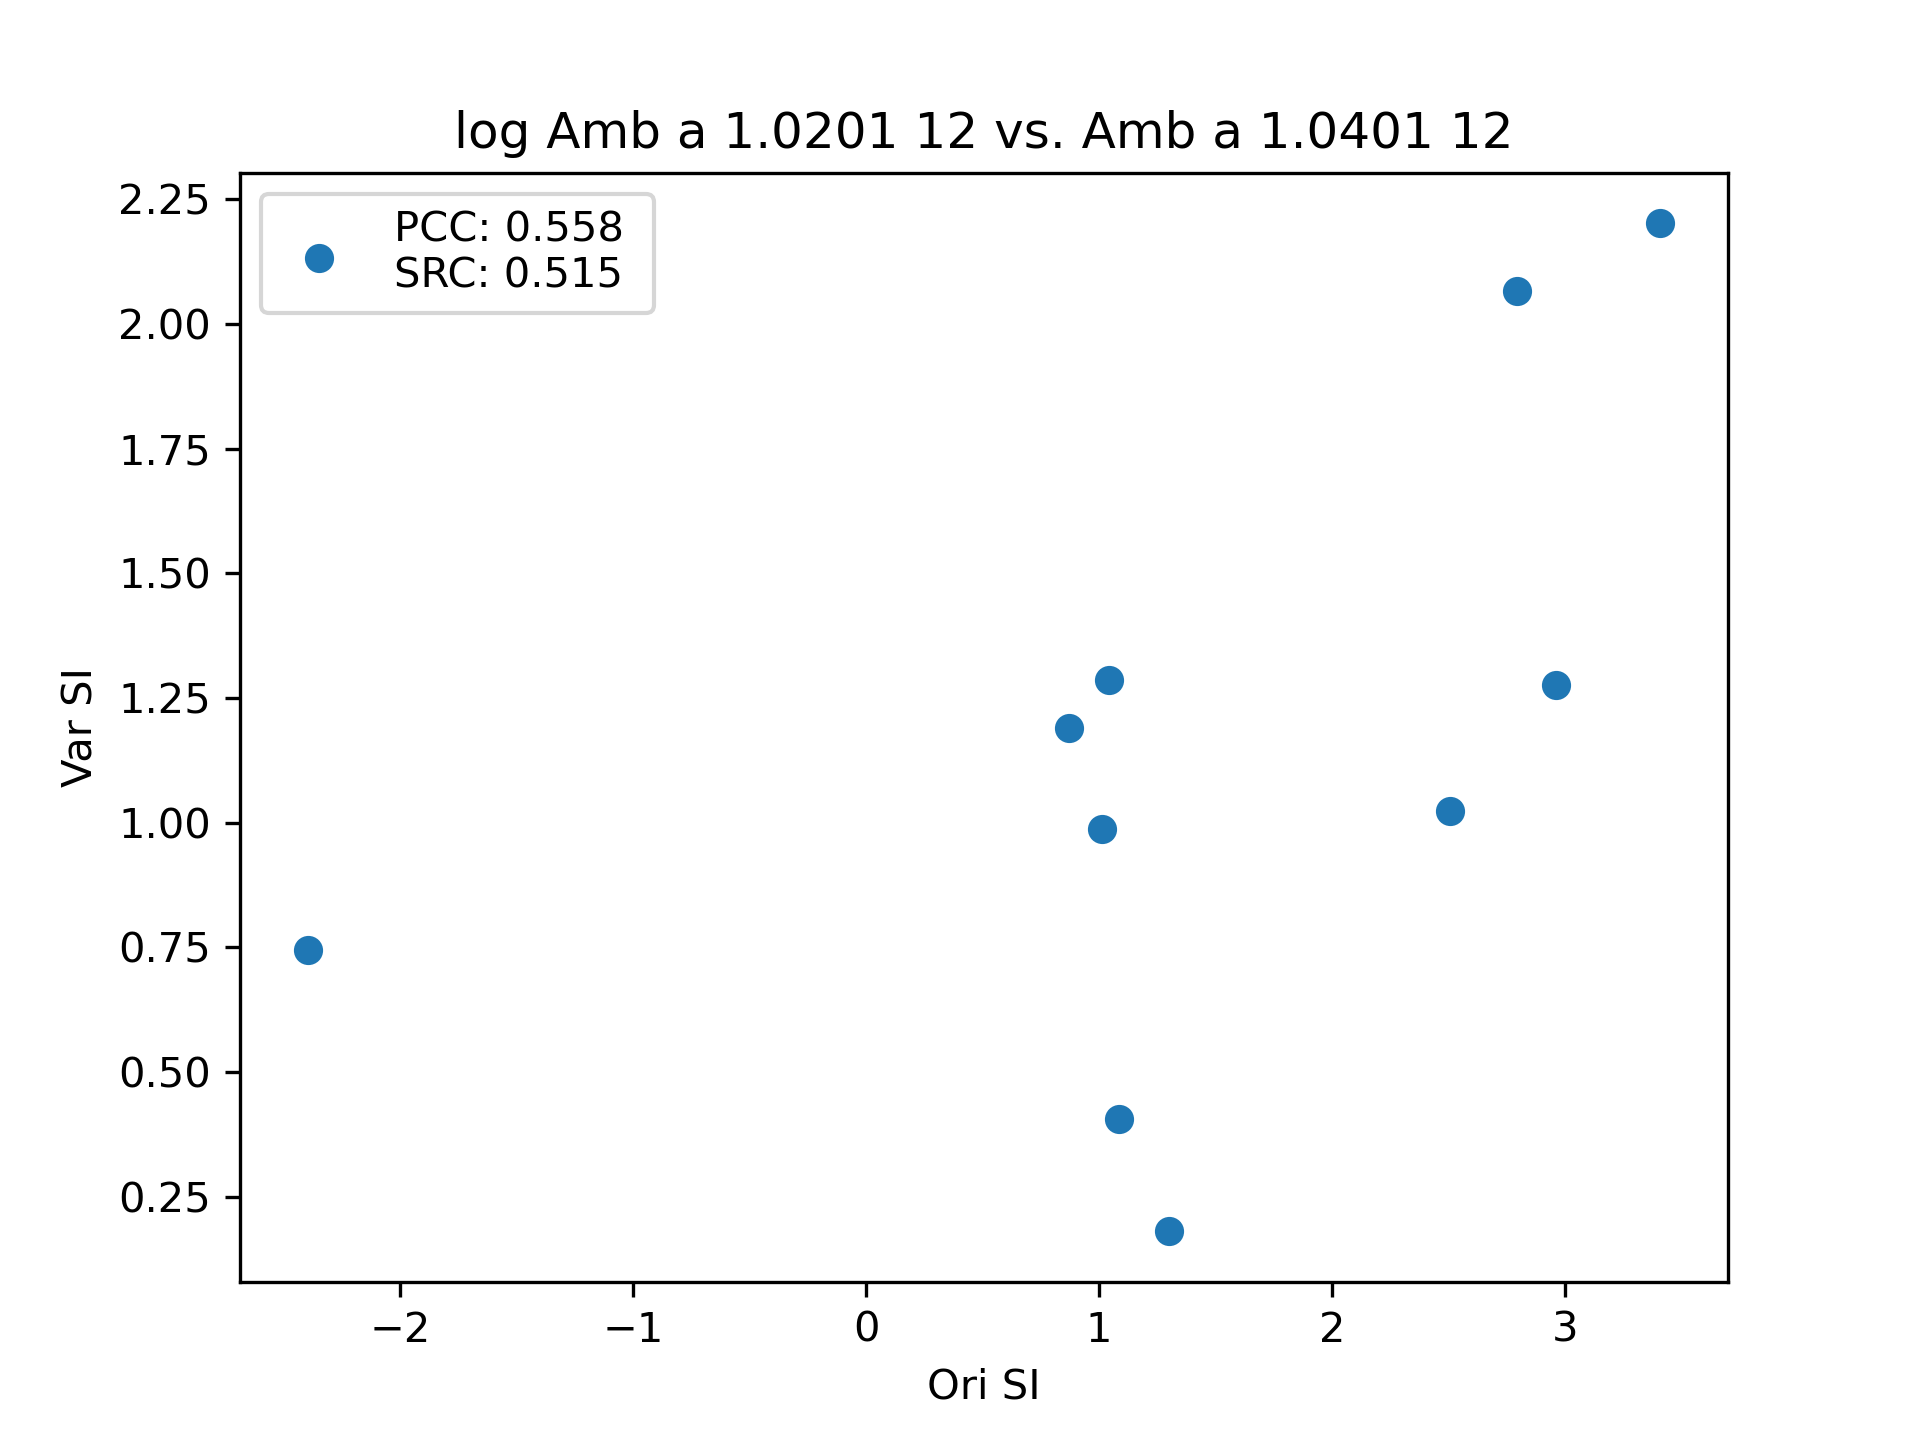 log Amb a 1.0201 12 vs. Amb a 1.0401 12
PCC: 0.558
SRC: 0.515
2.25
2.00
1.75
1.50
1.25
1.00
0.75
0.50
0.25
Var SI
−2 −1 0 1 2 3
Ori SI